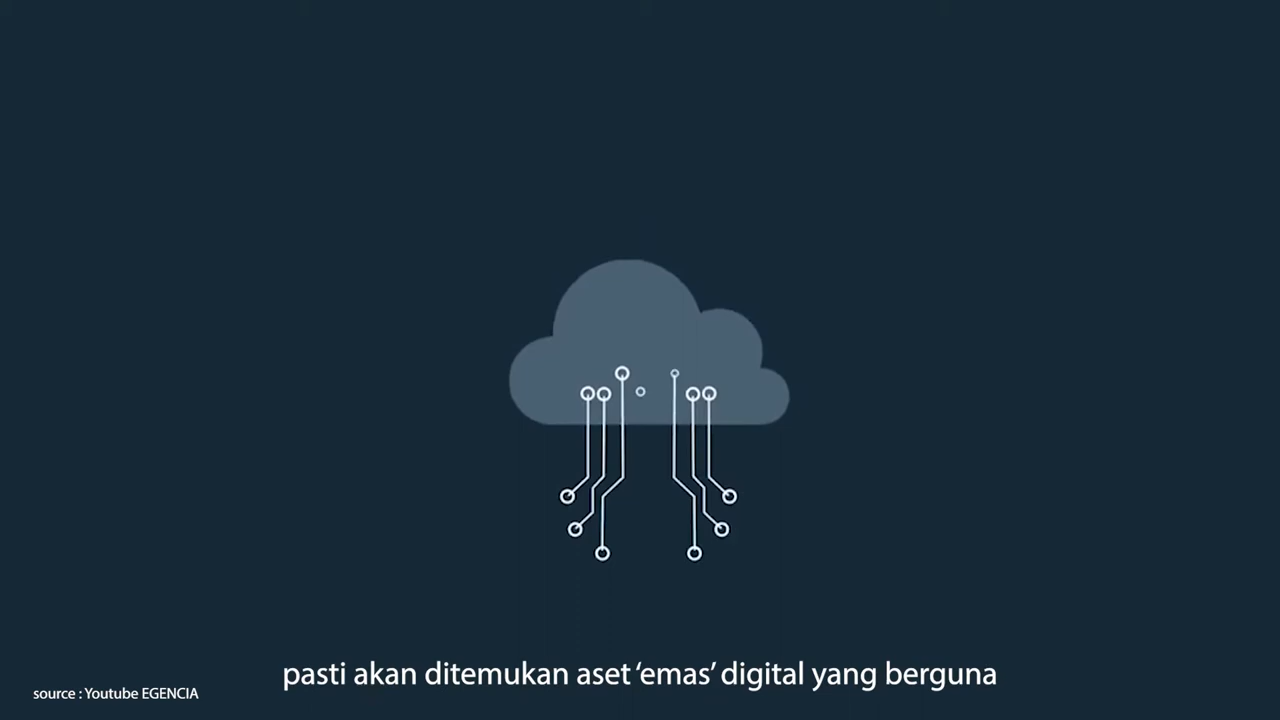 pasti akan ditemukan aset ‘emas’ digital yang berguna
source : Youtube EGENCIA